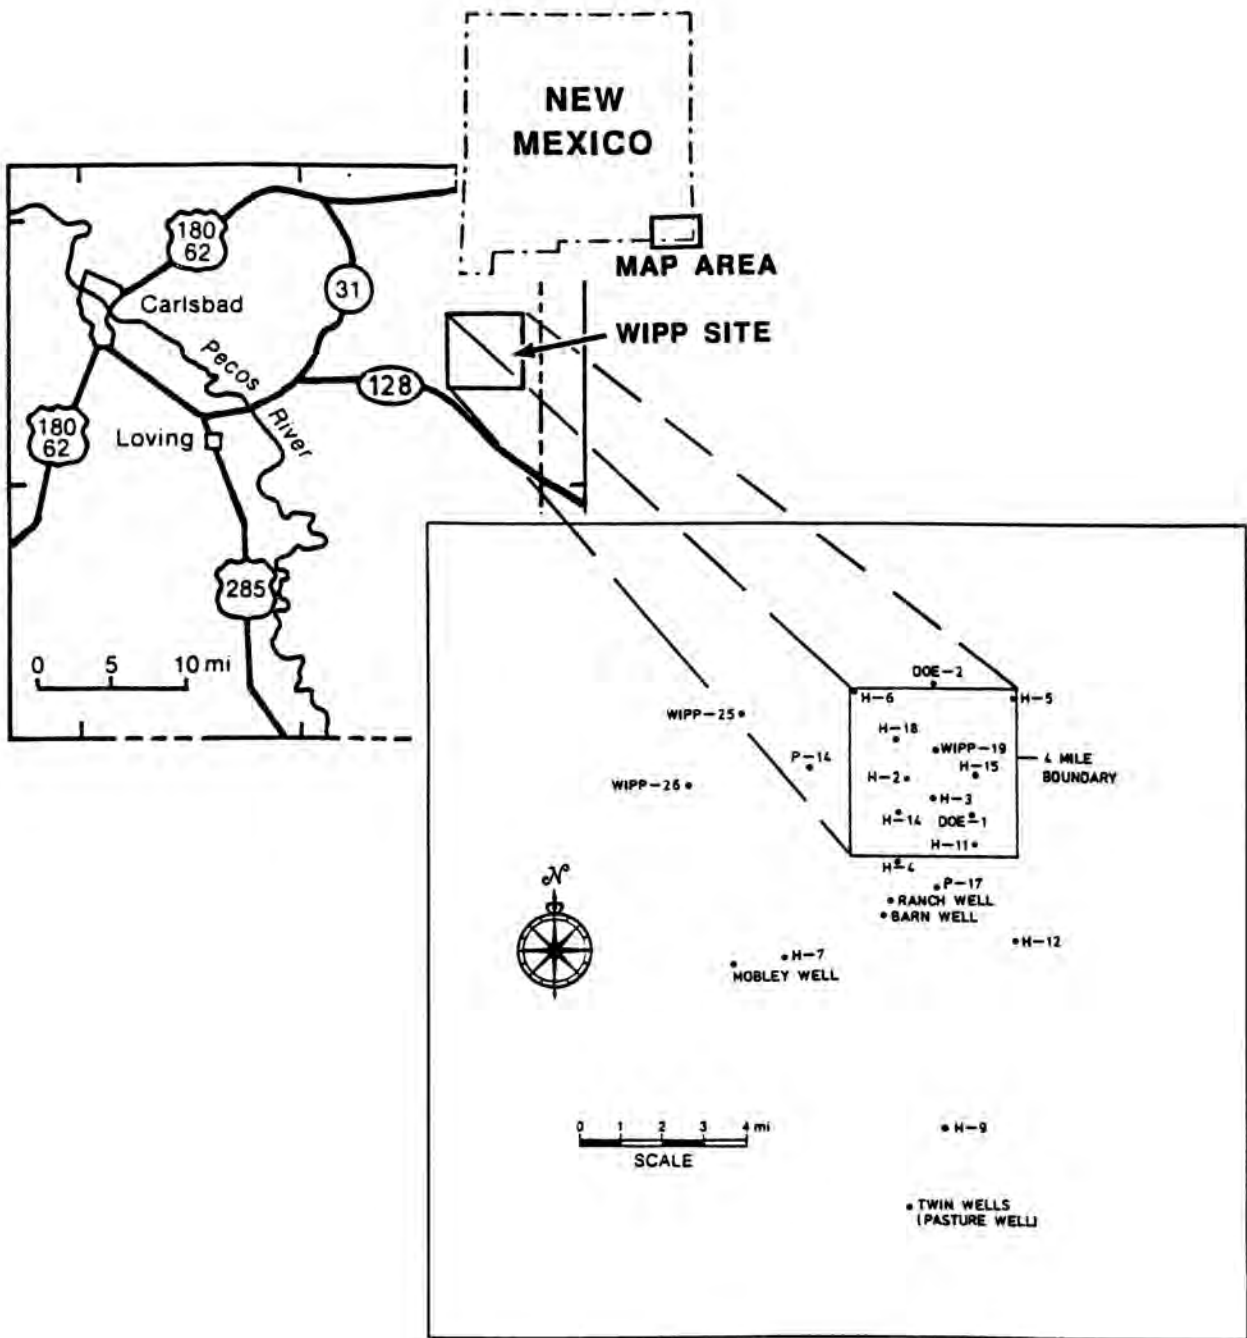 NEW
MEXICO
MAP AREA
WIPP SITE
180
62
31
Carlsbad
Pecos
River
128
180
62
Loving
285
0 5 10 mi
DOE-2
H-6
H-5
WIPP-25
H-18
WIPP-19
P-14
H-15
4 MILE
BOUNDARY
H-2
WIPP-26
H-3
H-14
DOE-1
H-11
H-4
P-17
RANCH WELL
BARN WELL
N
H-12
H-7
MOBLEY WELL
0 1 2 3 4 mi
SCALE
H-9
TWIN WELLS
(PASTURE WELL)